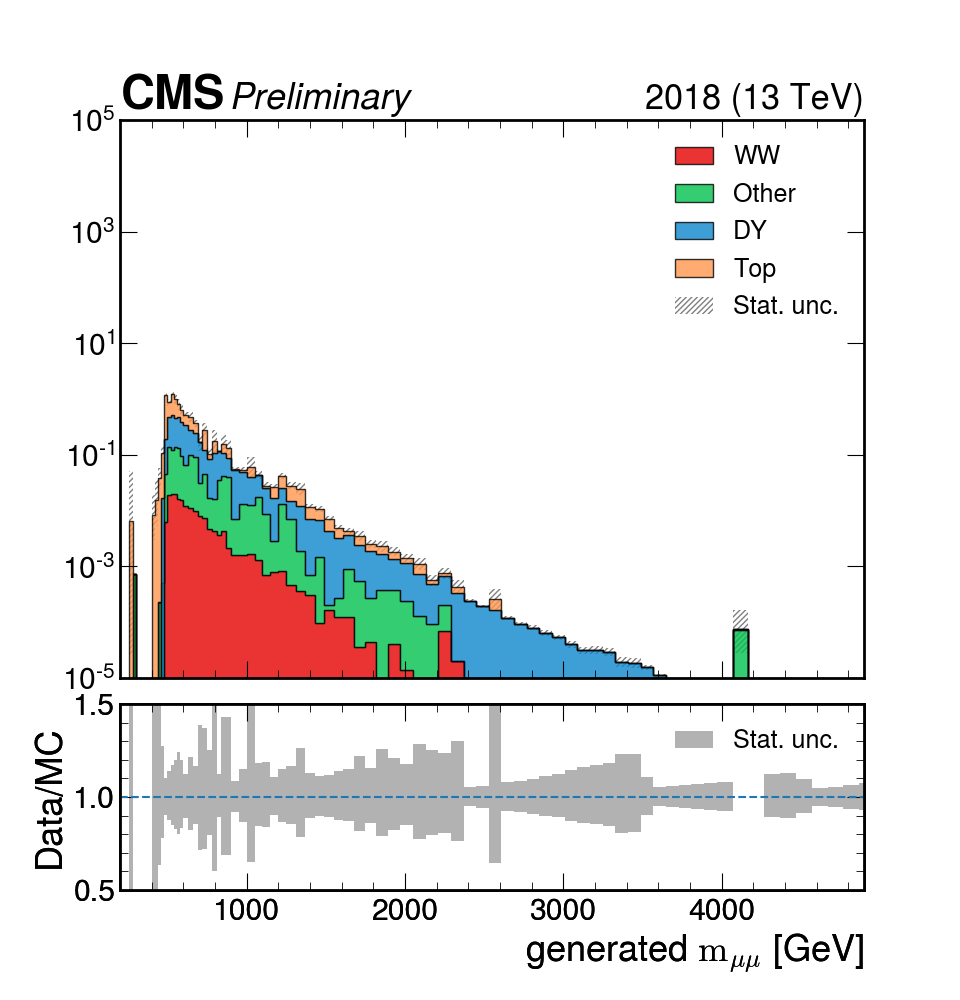 CMS Preliminary 2018 (13 TeV)
10^5
WW
Other
10^3
DY
Top
Stat. unc.
10^1
10^-1
10^-3
10^-5
1.5
Stat. unc.
Data/MC
1.0
0.5
1000 2000 3000 4000
generated m_μμ [GeV]